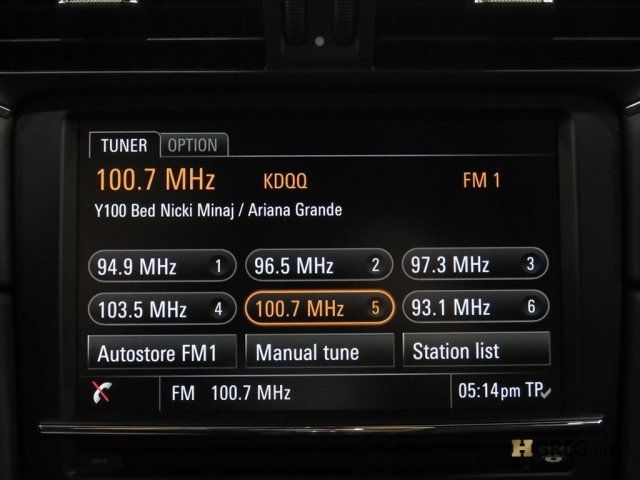 TUNER OPTION
100.7 MHz KDQQ FM 1
Y100 Bed Nicki Minaj / Ariana Grande
94.9 MHz 1 96.5 MHz 2 97.3 MHz 3
103.5 MHz 4 100.7 MHz 5 93.1 MHz 6
Autostore FM1 Manual tune Station list
FM 100.7 MHz 05:14pm TP
H GREG